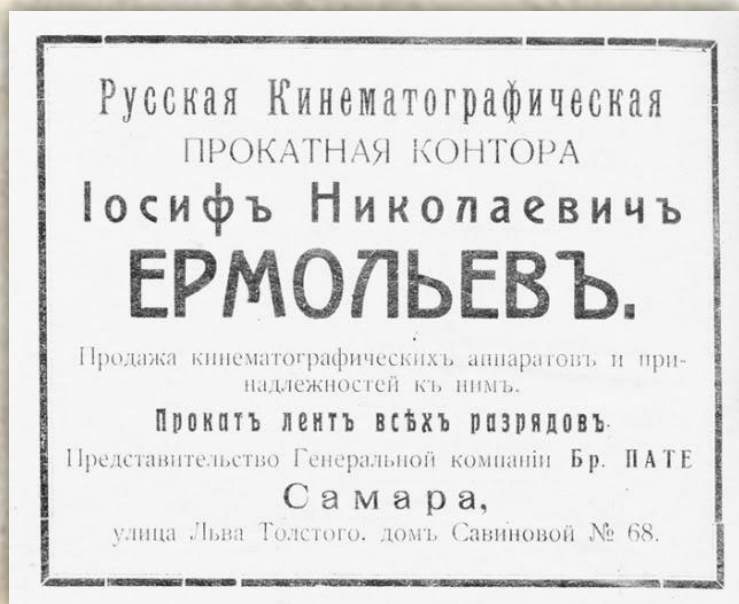 Русская Кинематографическая
ПРОКАТНАЯ КОНТОРА
Іосифъ Николаевичъ
ЕРМОЛЬЕВЪ.
Продажа кинематографическихъ аппаратовъ и при-
надлежностей къ нимъ.
Прокатъ лентъ всѣхъ разрядовъ
Представительство Генеральной компаніи Бр. ПАТЕ
Самара,
улица Льва Толстого, домъ Савиновой № 68.